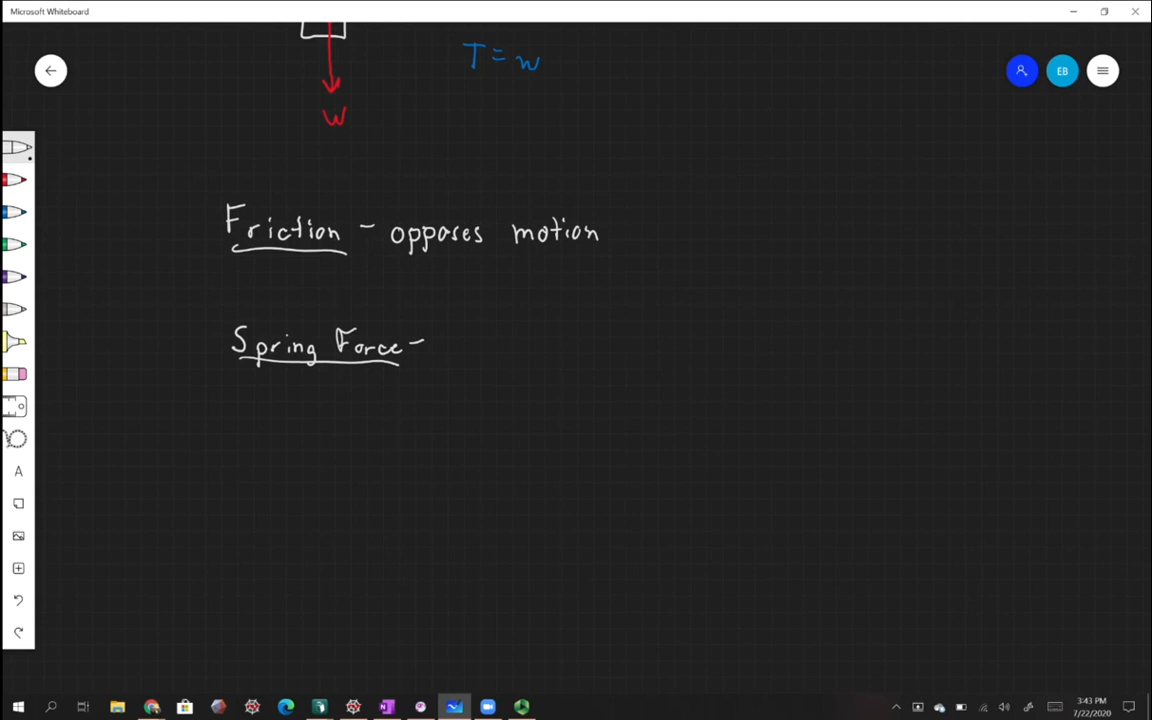 Microsoft Whiteboard
T = w
W
EB
Friction - opposes motion
Spring Force -
A
3:43 PM
7/22/2020